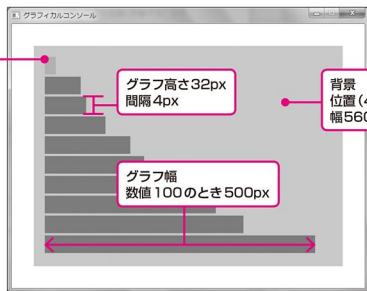 グラフィカルコンソール
グラフ高さ32px
間隔4px
背景
位置(4
幅560
グラフ幅
数値100のとき500px